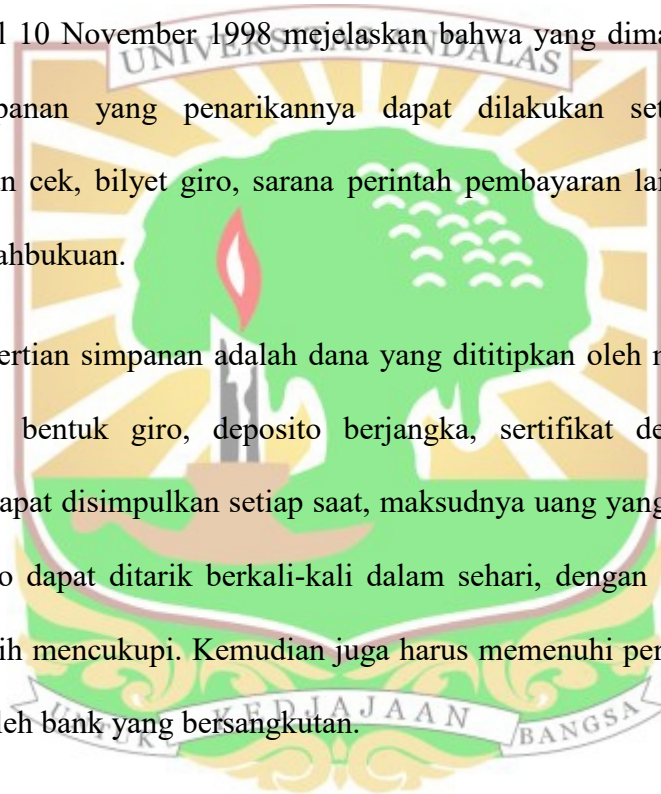 l 10 November 1998 mejelaskan bahwa yang dima
UNIVERSITAS ANDALAS
panan yang penarikannya dapat dilakukan set
n cek, bilyet giro, sarana perintah pembayaran lai
ahbukuan.
ertian simpanan adalah dana yang dititipkan oleh
bentuk giro, deposito berjangka, sertifikat de
apat disimpulkan setiap saat, maksudnya uang yang
o dapat ditarik berkali-kali dalam sehari, dengan
ih mencukupi. Kemudian juga harus memenuhi per
leh bank yang bersangkutan.
UNTUK KEDJAJAAN BANGSA